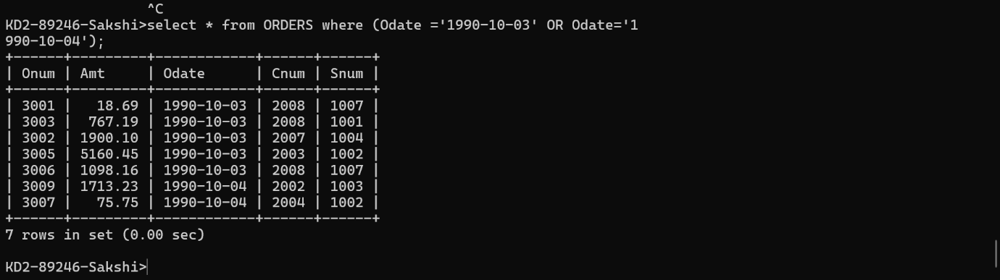 ^C
KD2-89246-Sakshi>select * from ORDERS where (Odate ='1990-10-03' OR Odate='1
990-10-04');
+------+---------+------------+------+------+
| Onum | Amt     | Odate      | Cnum | Snum |
+------+---------+------------+------+------+
| 3001 |   18.69 | 1990-10-03 | 2008 | 1007 |
| 3003 |  767.19 | 1990-10-03 | 2008 | 1001 |
| 3002 | 1900.10 | 1990-10-03 | 2007 | 1004 |
| 3005 | 5160.45 | 1990-10-03 | 2003 | 1002 |
| 3006 | 1098.16 | 1990-10-03 | 2008 | 1007 |
| 3009 | 1713.23 | 1990-10-04 | 2002 | 1003 |
| 3007 |   75.75 | 1990-10-04 | 2004 | 1002 |
+------+---------+------------+------+------+
7 rows in set (0.00 sec)
KD2-89246-Sakshi>